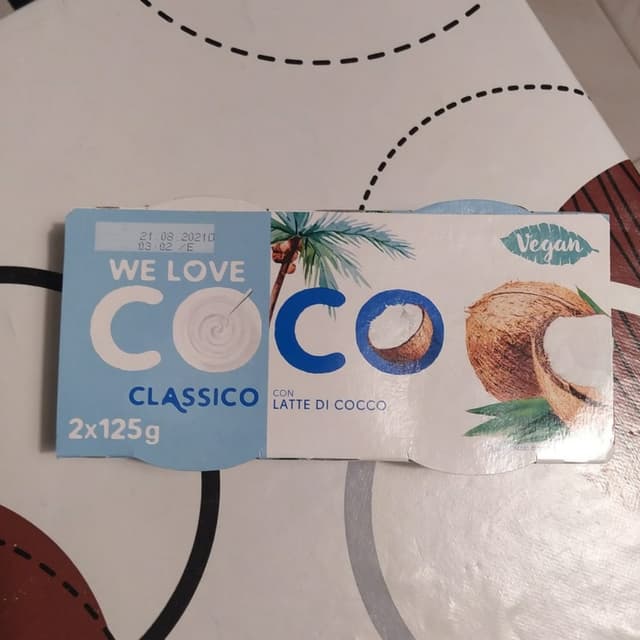 21 08 2021D
03 02 /E
WE LOVE
COCO
CLASSICO
CON
LATTE DI COCCO
2x125g
Vegan